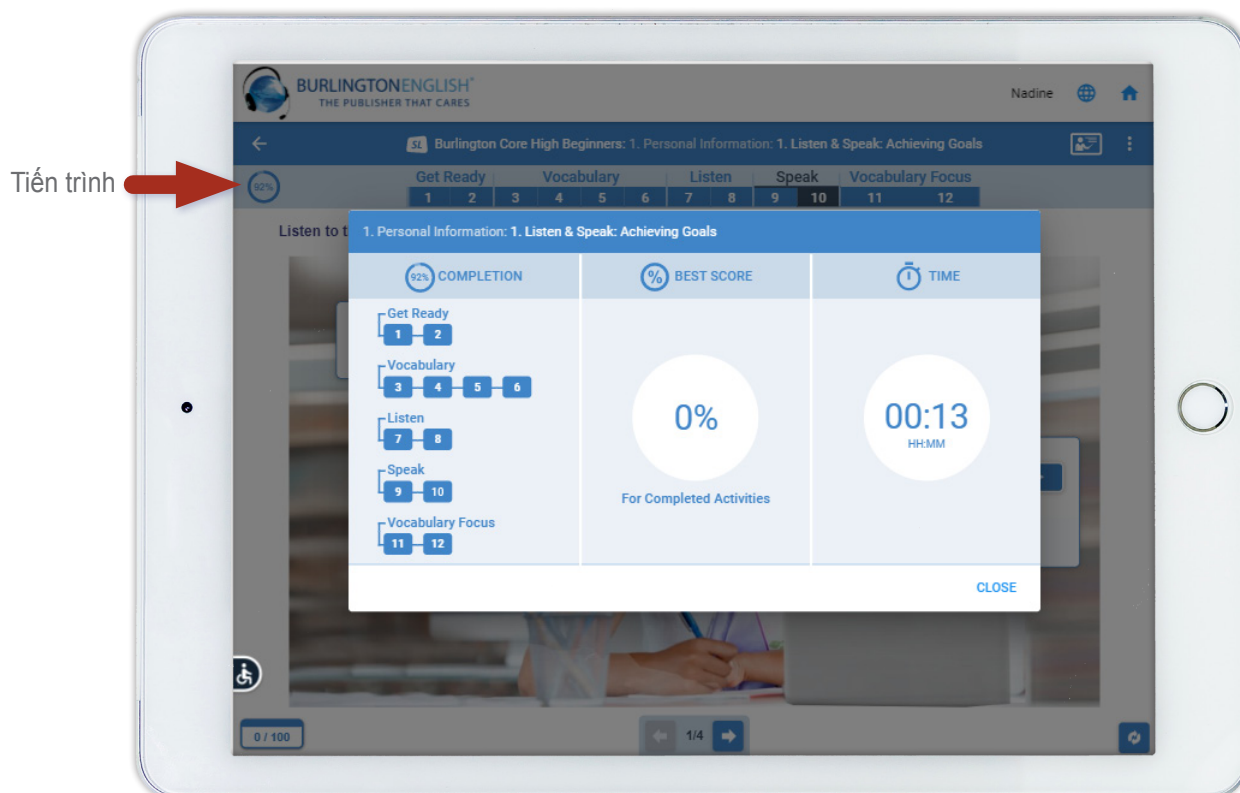 BURLINGTONENGLISH®
THE PUBLISHER THAT CARES
Nadine
SL Burlington Core High Beginners: 1. Personal Information: 1. Listen & Speak: Achieving Goals
Tiến trình
92%
Get Ready Vocabulary Listen Speak Vocabulary Focus
1 2 3 4 5 6 7 8 9 10 11 12
Listen to t
1. Personal Information: 1. Listen & Speak: Achieving Goals
92% COMPLETION
% BEST SCORE
TIME
Get Ready
1 2
Vocabulary
3 4 5 6
Listen
7 8
Speak
9 10
Vocabulary Focus
11 12
0%
For Completed Activities
00:13
HH:MM
CLOSE
0 / 100
1/4